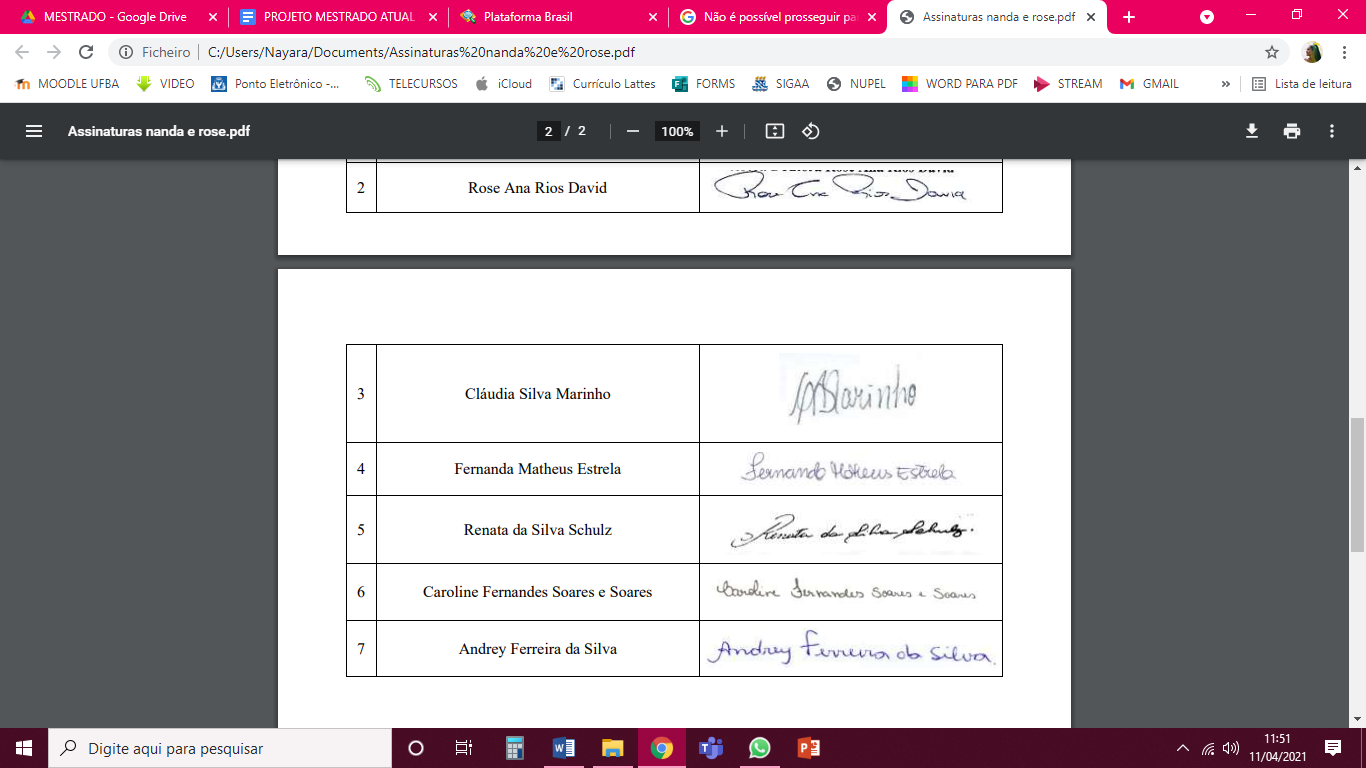 MESTRADO - Google Drive
PROJETO MESTRADO ATUAL
Plataforma Brasil
Não é possível prosseguir pa
Assinaturas nanda e rose.pdf
Ficheiro
C:/Users/Nayara/Documents/Assinaturas%20nanda%20e%20rose.pdf
MOODLE UFBA
VIDEO
Ponto Eletrônico -...
TELECURSOS
iCloud
Currículo Lattes
FORMS
SIGAA
NUPEL
WORD PARA PDF
STREAM
GMAIL
»
Lista de leitura
Assinaturas nanda e rose.pdf
2 / 2
100%
2 Rose Ana Rios David Rose Ana Rios David
3 Cláudia Silva Marinho Marinho
4 Fernanda Matheus Estrela Fernanda Matheus Estrela
5 Renata da Silva Schulz Renata da Silva Schulz.
6 Caroline Fernandes Soares e Soares Caroline Fernandes Soares e Soares
7 Andrey Ferreira da Silva Andrey Ferreira da Silva.
Digite aqui para pesquisar
11:51
11/04/2021